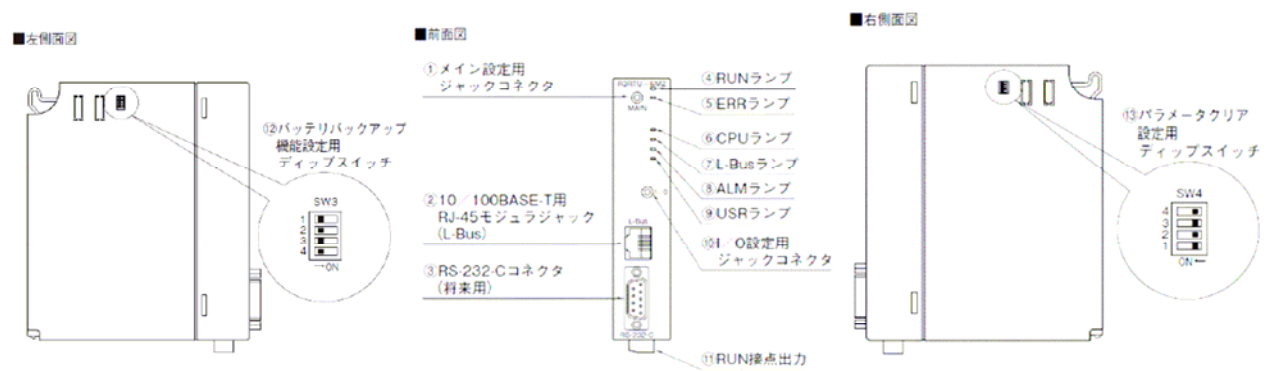 ■左側面図
⑫バッテリバックアップ
機能設定用
ディップスイッチ
SW3
1
2
3
4
→ON
■前面図
①メイン設定用
ジャックコネクタ
②10／100BASE-T用
RJ-45モジュラジャック
(L-Bus)
③RS-232-Cコネクタ
(将来用)
MAIN
L-Bus
RS-232-C
④RUNランプ
⑤ERRランプ
⑥CPUランプ
⑦L-Busランプ
⑧ALMランプ
⑨USRランプ
⑩I／O設定用
ジャックコネクタ
⑪RUN接点出力
■右側面図
⑬パラメータクリア
設定用
ディップスイッチ
SW4
4
3
2
1
ON←